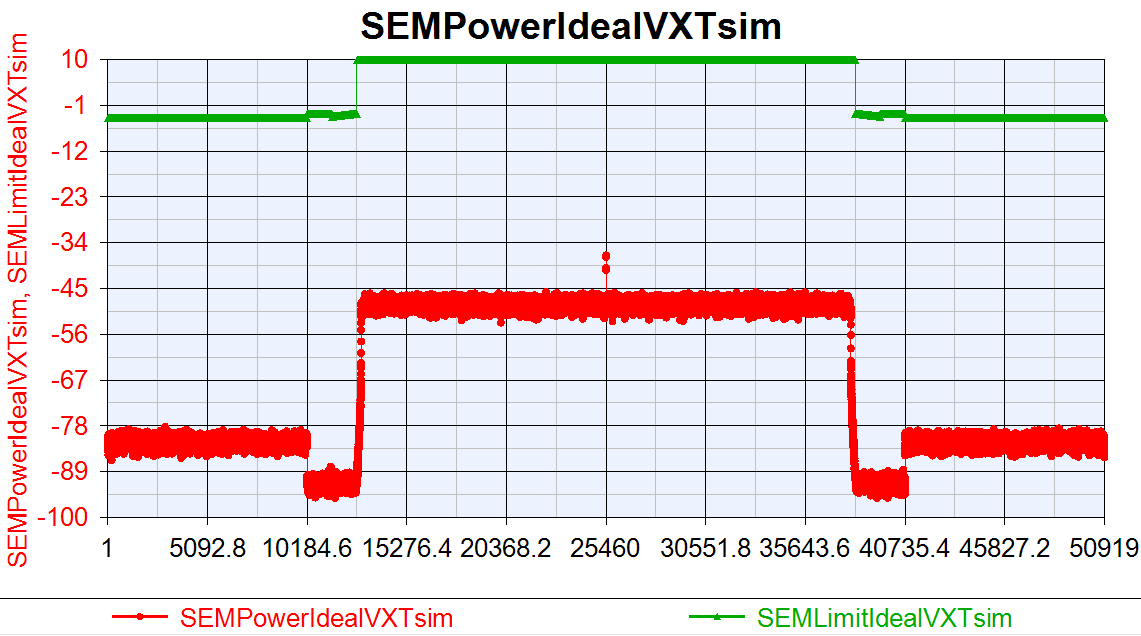 SEMPowerIdealVXTsim
SEMPowerIdealVXTsim, SEMLimitIdealVXTsim
10
-1
-12
-23
-34
-45
-56
-67
-78
-89
-100
1 5092.8 10184.6 15276.4 20368.2 25460 30551.8 35643.6 40735.4 45827.2 50919
SEMPowerIdealVXTsim SEMLimitIdealVXTsim